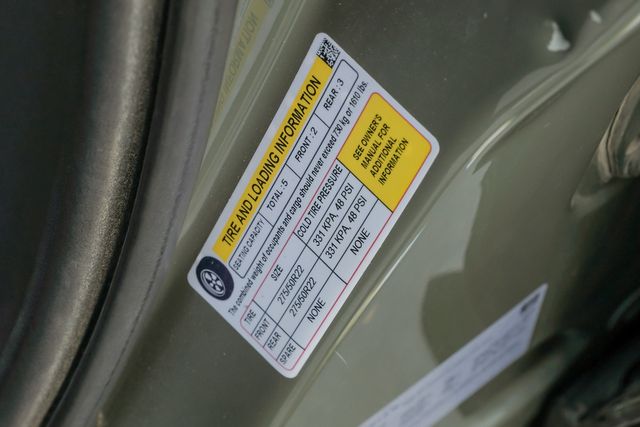 TIRE AND LOADING INFORMATION
SEATING CAPACITY TOTAL : 5 FRONT : 2 REAR : 3
The combined weight of occupants and cargo should never exceed 730 kg or 1610 lbs.
TIRE SIZE COLD TIRE PRESSURE
FRONT 275/50R22 331 KPA, 48 PSI
REAR 275/50R22 331 KPA, 48 PSI
SPARE NONE NONE
SEE OWNER'S
MANUAL FOR
ADDITIONAL
INFORMATION